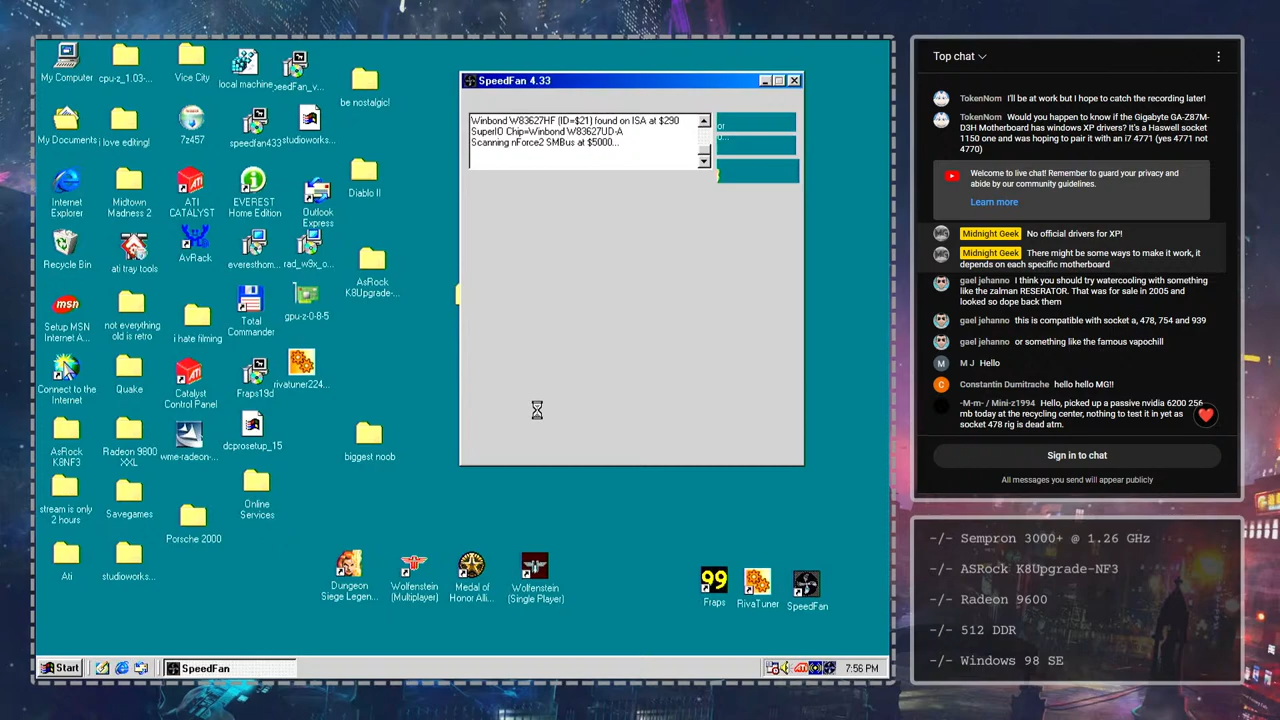 My Computer
cpu-z_1.03-...
Vice City
local machine
peedFan_v...
be nostalgic!
My Documents
i love editing!
7z457
speedfan433
studioworks...
Internet
Explorer
Midtown
Madness 2
ATI
CATALYST
EVEREST
Home Edition
Outlook
Express
Diablo II
Recycle Bin
ati tray tools
AvRack
everesthom...
rad_w9x_o...
AsRock
K8Upgrade-...
Setup MSN
Internet A...
not everything
old is retro
i hate filming
Total
Commander
gpu-z-0-8-5
Connect to the
Internet
Quake
Catalyst
Control Panel
Fraps19d
rivatuner224...
AsRock
K8NF3
Radeon 9800
XXL
wme-radeon-...
dcprosetup_15
biggest noob
stream is only
2 hours
Savegames
Porsche 2000
Online
Services
Ati
studioworks...
Dungeon
Siege Legen...
Wolfenstein
(Multiplayer)
Medal of
Honor Alli...
Wolfenstein
(Single Player)
99
Fraps
RivaTuner
SpeedFan
SpeedFan 4.33
Winbond W83627HF (ID=$21) found on ISA at $290
SuperIO Chip=Winbond W83627UD-A
Scanning nForce2 SMBus at $5000...
Start
SpeedFan
7:56 PM
Top chat
TokenNom I'll be at work but I hope to catch the recording later!
TokenNom Would you happen to know if the Gigabyte GA-Z87M-
D3H Motherboard has windows XP drivers? It's a Haswell socket
1150 one and was hoping to pair it with an i7 4771 (yes 4771 not
4770)
Welcome to live chat! Remember to guard your privacy and
abide by our community guidelines.
Learn more
Midnight Geek No official drivers for XP!
Midnight Geek There might be some ways to make it work, it
depends on each specific motherboard
gael jehanno I think you should try watercooling with something
like the zalman RESERATOR. That was for sale in 2005 and
looked so dope back them
gael jehanno this is compatible with socket a, 478, 754 and 939
gael jehanno or something like the famous vapochill
M J Hello
Constantin Dumitrache hello hello MG!!
-M-m- / Mini-z1994 Hello, picked up a passive nvidia 6200 256
mb today at the recycling center, nothing to test it in yet as
socket 478 rig is dead atm.
Sign in to chat
All messages you send will appear publicly
-/- Sempron 3000+ @ 1.26 GHz
-/- ASRock K8Upgrade-NF3
-/- Radeon 9600
-/- 512 DDR
-/- Windows 98 SE